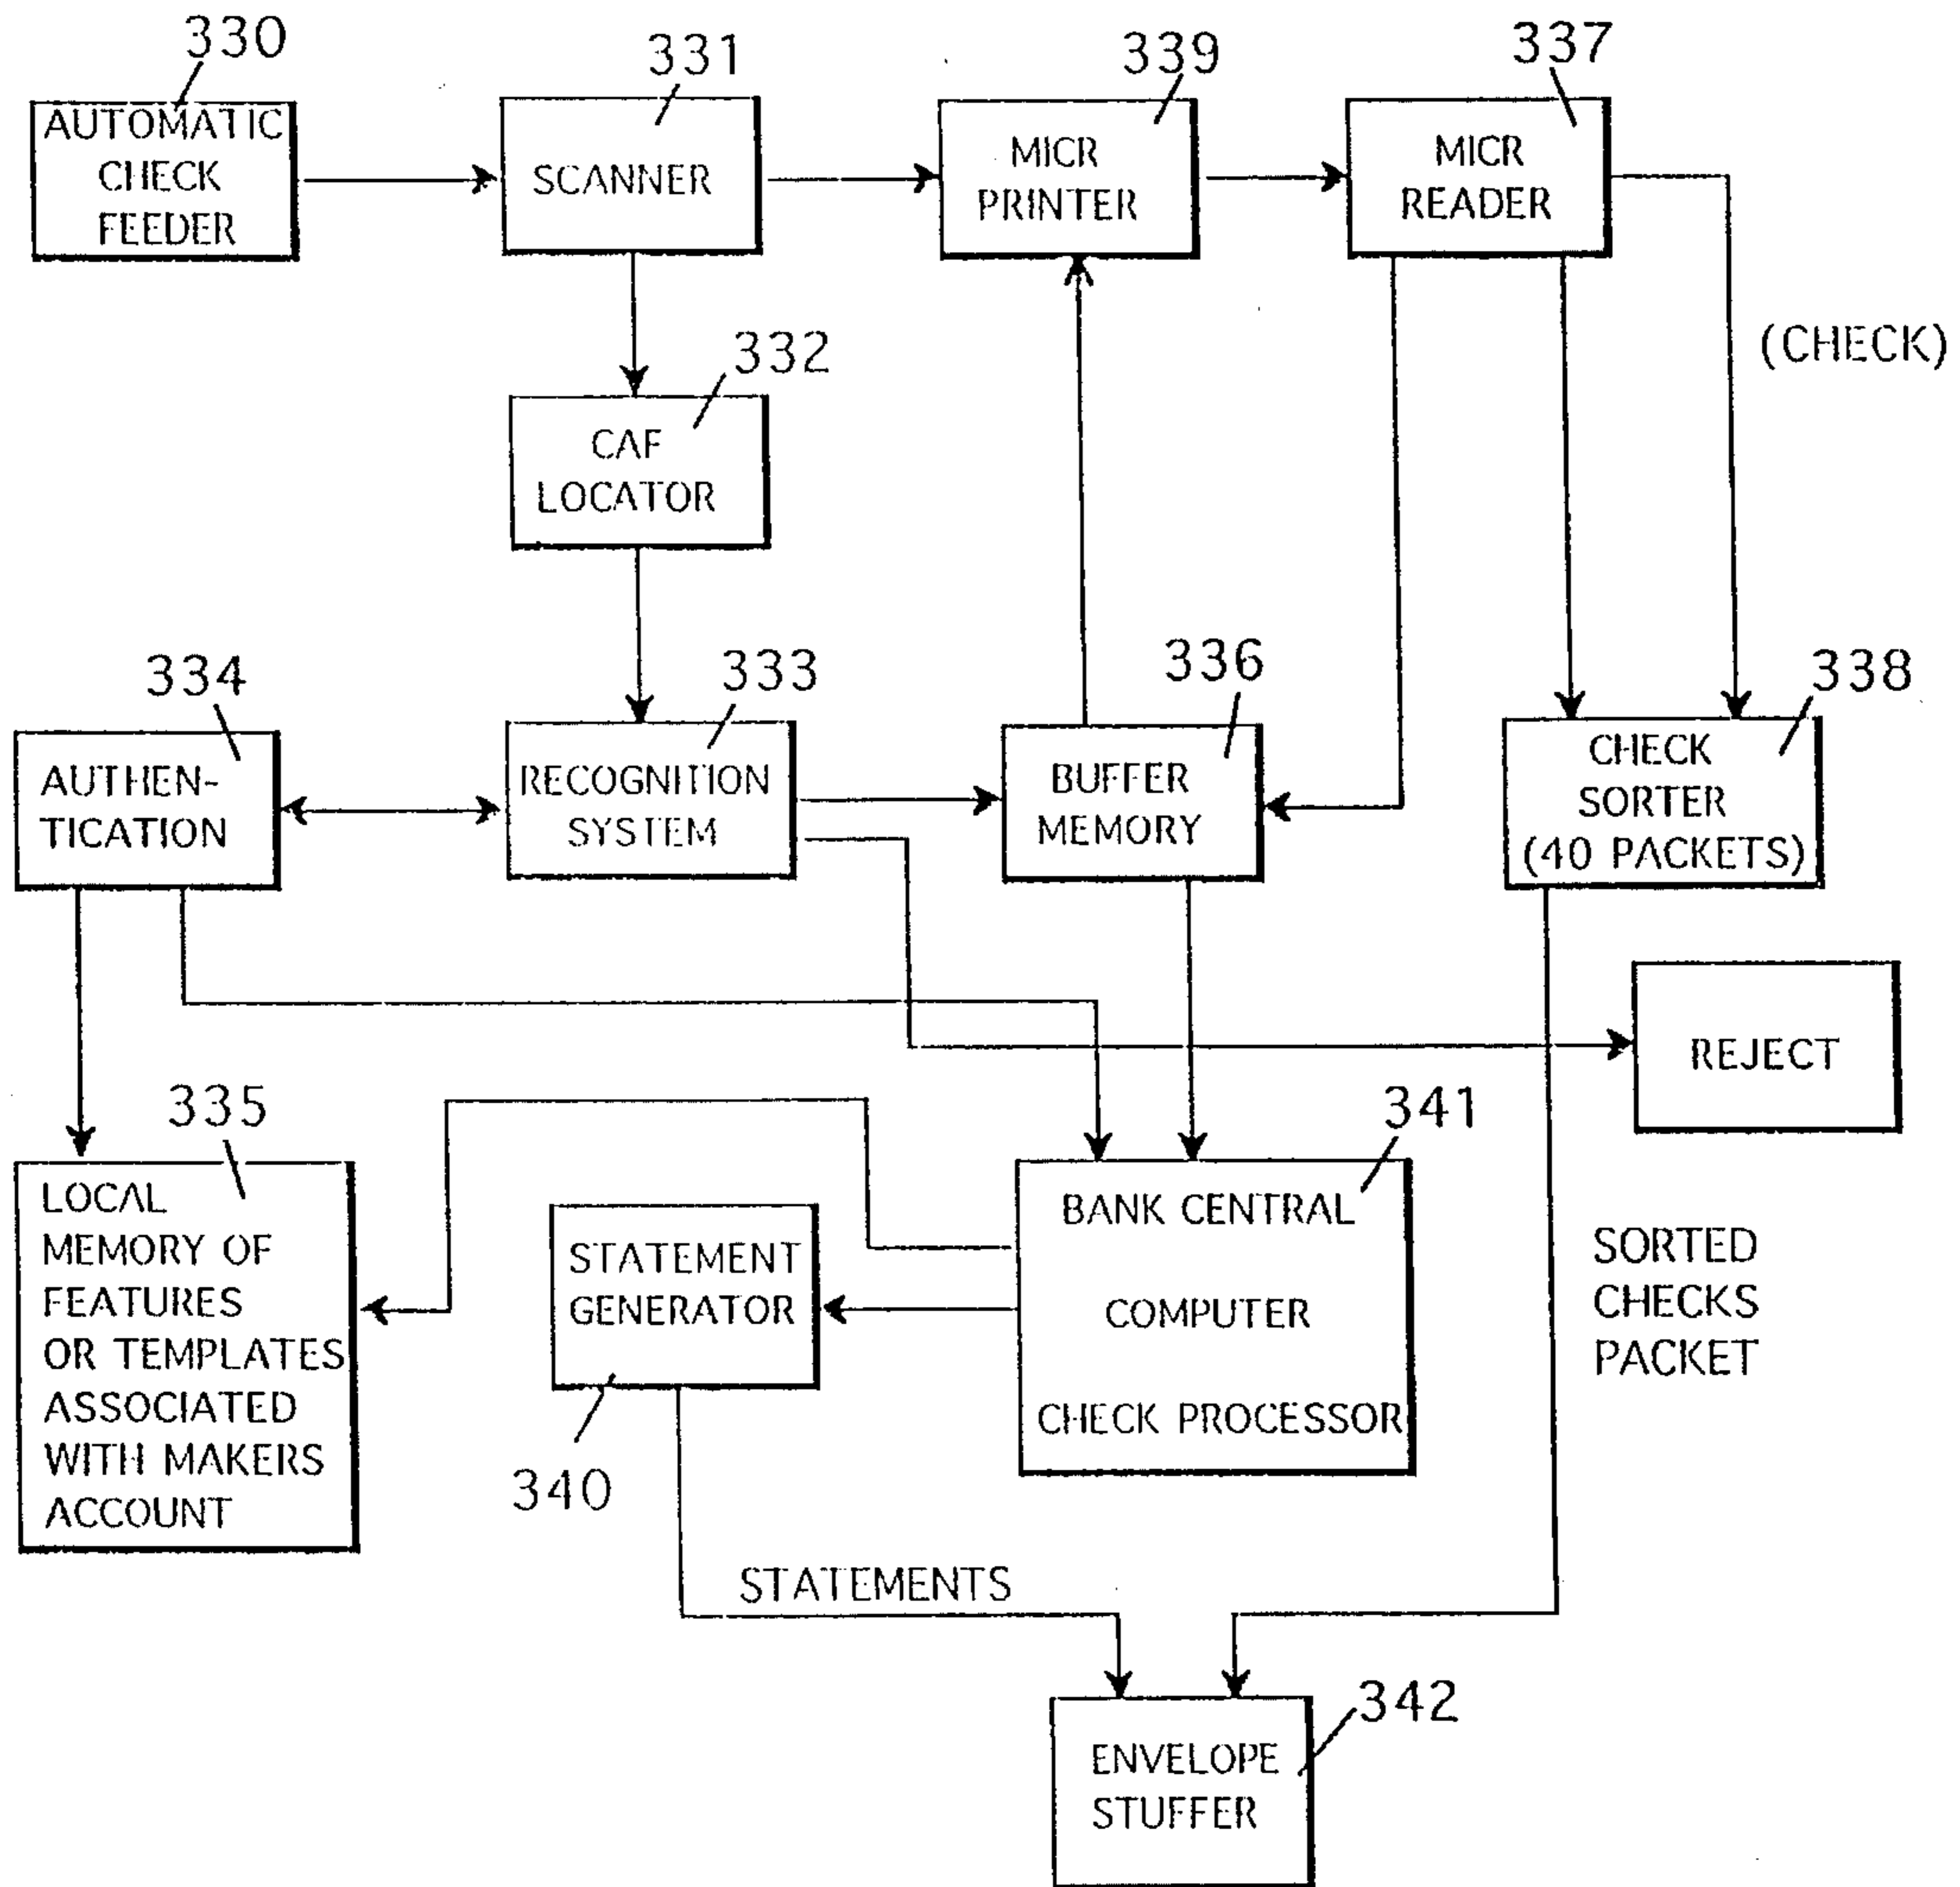 330
331
339
337
AUTOMATIC
CHECK
FEEDER
SCANNER
MICR
PRINTER
MICR
READER
(CHECK)
332
CAF
LOCATOR
334
333
336
338
AUTHEN-
TICATION
RECOGNITION
SYSTEM
BUFFER
MEMORY
CHECK
SORTER
(40 PACKETS)
REJECT
335
341
LOCAL
MEMORY OF
FEATURES
OR TEMPLATES
ASSOCIATED
WITH MAKERS
ACCOUNT
STATEMENT
GENERATOR
340
BANK CENTRAL
COMPUTER
CHECK PROCESSOR
SORTED
CHECKS
PACKET
STATEMENTS
342
ENVELOPE
STUFFER